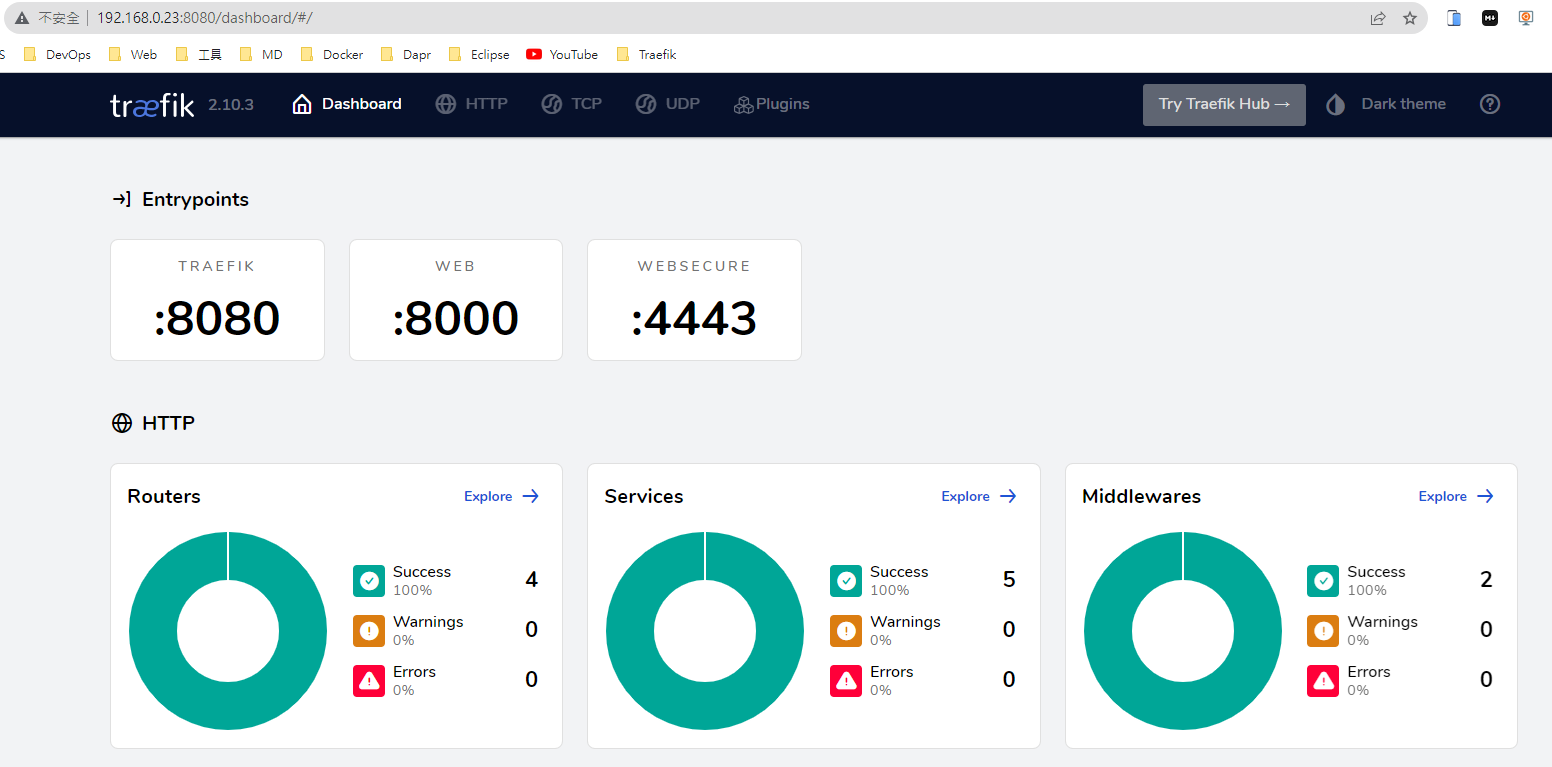 不安全 192.168.0.23:8080/dashboard/#/
S DevOps Web 工具 MD Docker Dapr Eclipse YouTube Traefik
træfik 2.10.3 Dashboard HTTP TCP UDP Plugins Try Traefik Hub → Dark theme
Entrypoints
TRAEFIK WEB WEBSECURE
:8080 :8000 :4443
HTTP
Routers Explore → Services Explore → Middlewares Explore →
Success 4 Success 5 Success 2
100% 100% 100%
Warnings 0 Warnings 0 Warnings 0
0% 0% 0%
Errors 0 Errors 0 Errors 0
0% 0% 0%